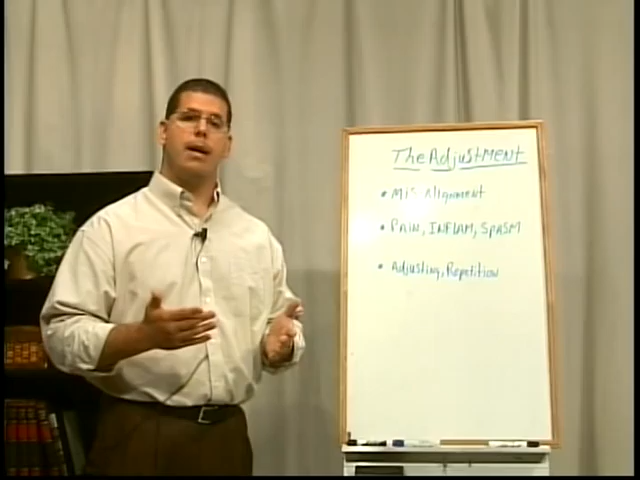 The Adjustment
• Mis Alignment
• Pain, Inflam, Spasm
• Adjusting, Repetition